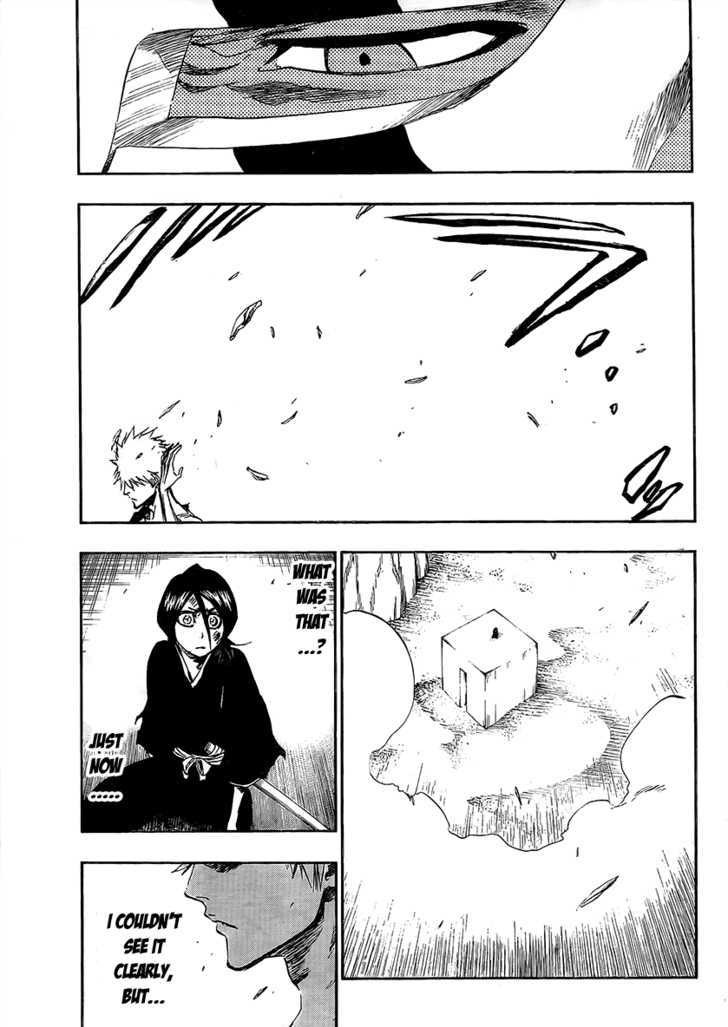 WHAT
WAS
THAT
...?
JUST
NOW
.....
I COULDN'T
SEE IT
CLEARLY,
BUT...